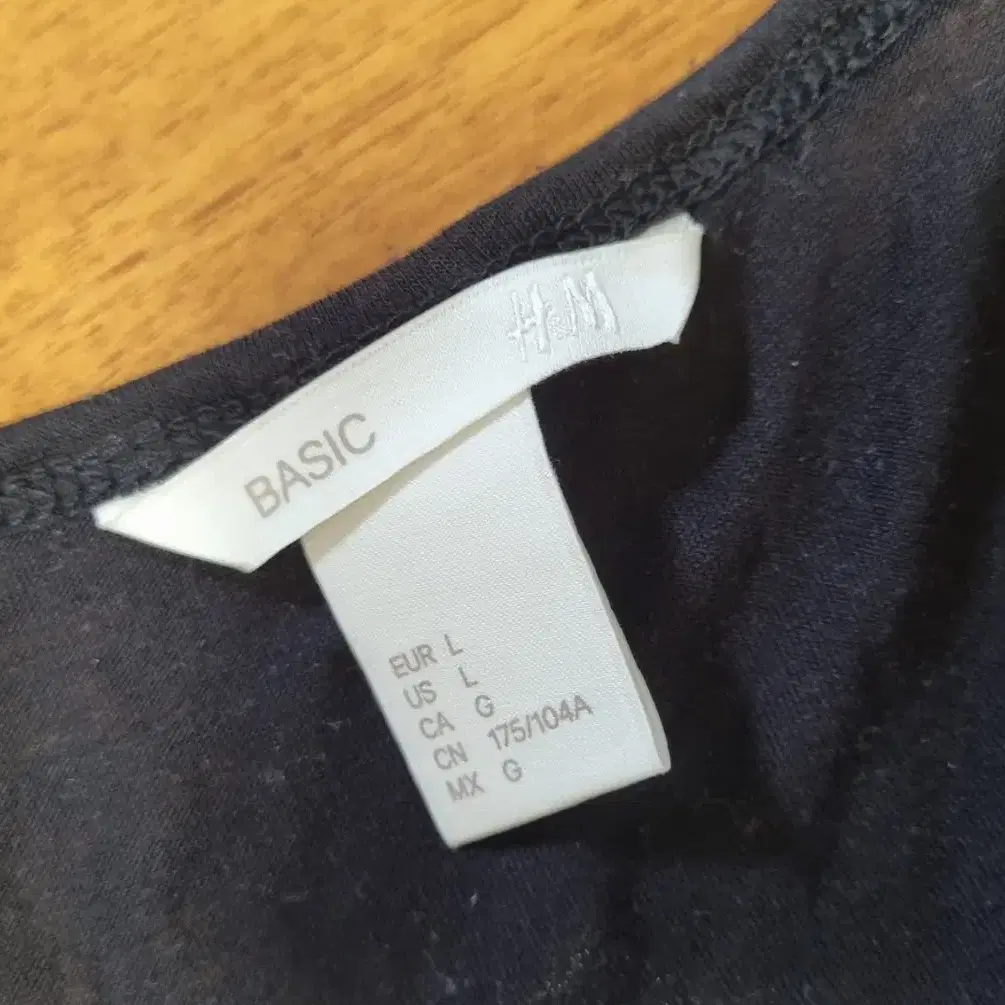 H&M
BASIC
EUR L
US L
CA G
CN 175/104A
MX G